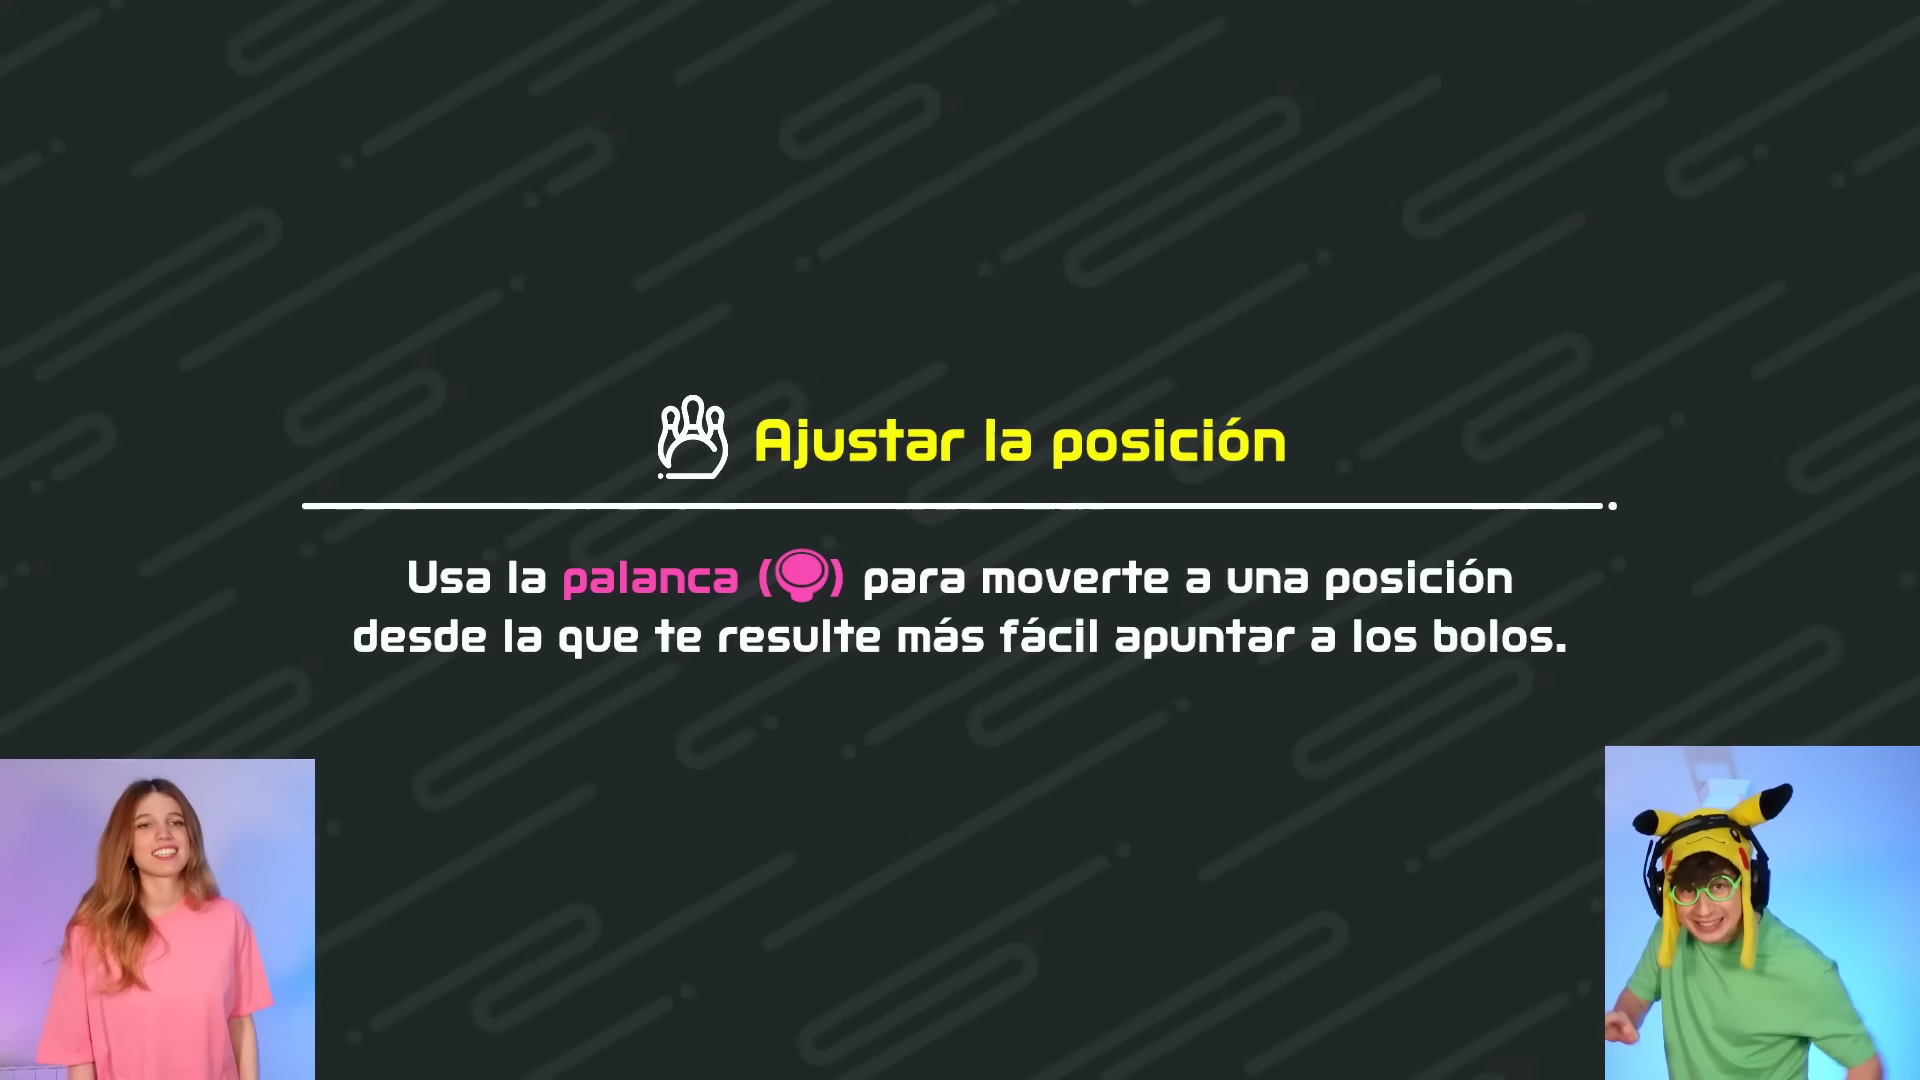 Ajustar la posición
Usa la palanca () para moverte a una posición
desde la que te resulte más fácil apuntar a los bolos.